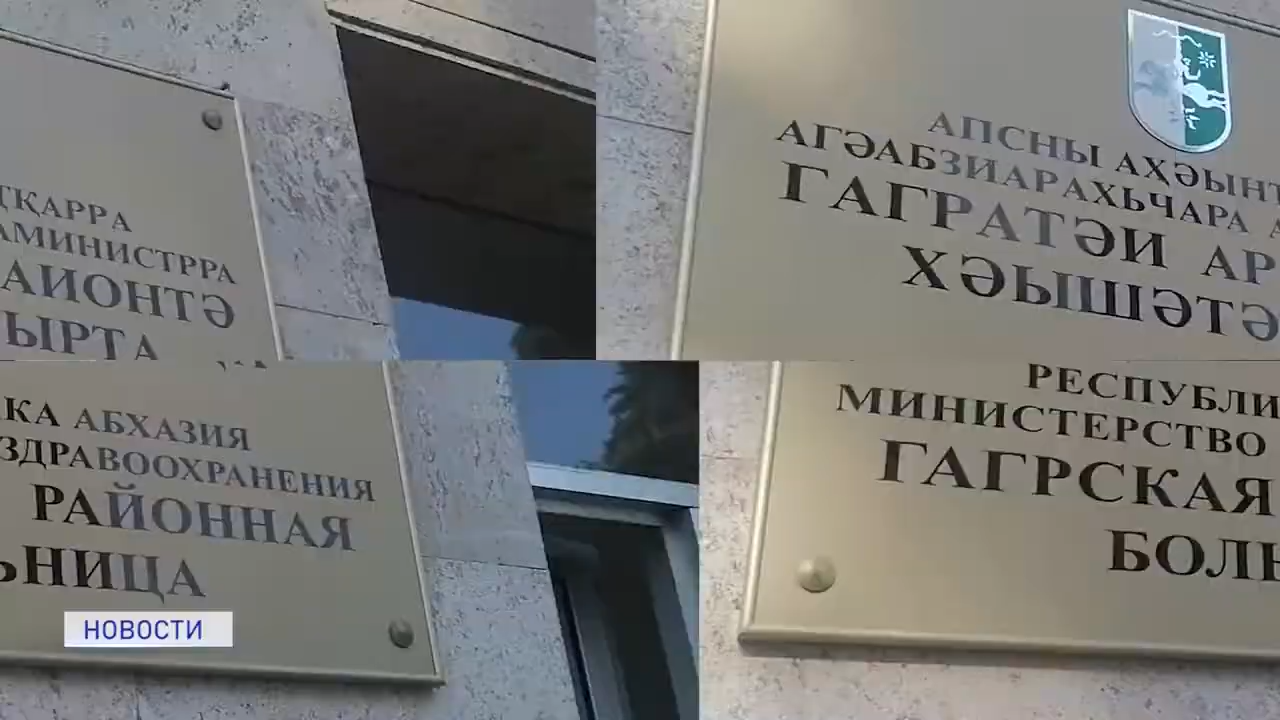 АПСНЫ АҲӘЫНТ
АГӘАБЗИАРАХЬЧАРА А
ГАГРАТӘИ АР
ХӘЫШӘТӘ
ТҚАРРА
АМИНИСТРРА
АИОНТӘ
ЫРТА
РЕСПУБЛИ
МИНИСТЕРСТВО
ГАГРСКАЯ
БОЛЬ
КА АБХАЗИЯ
ЗДРАВООХРАНЕНИЯ
РАЙОННАЯ
ЬНИЦА
НОВОСТИ